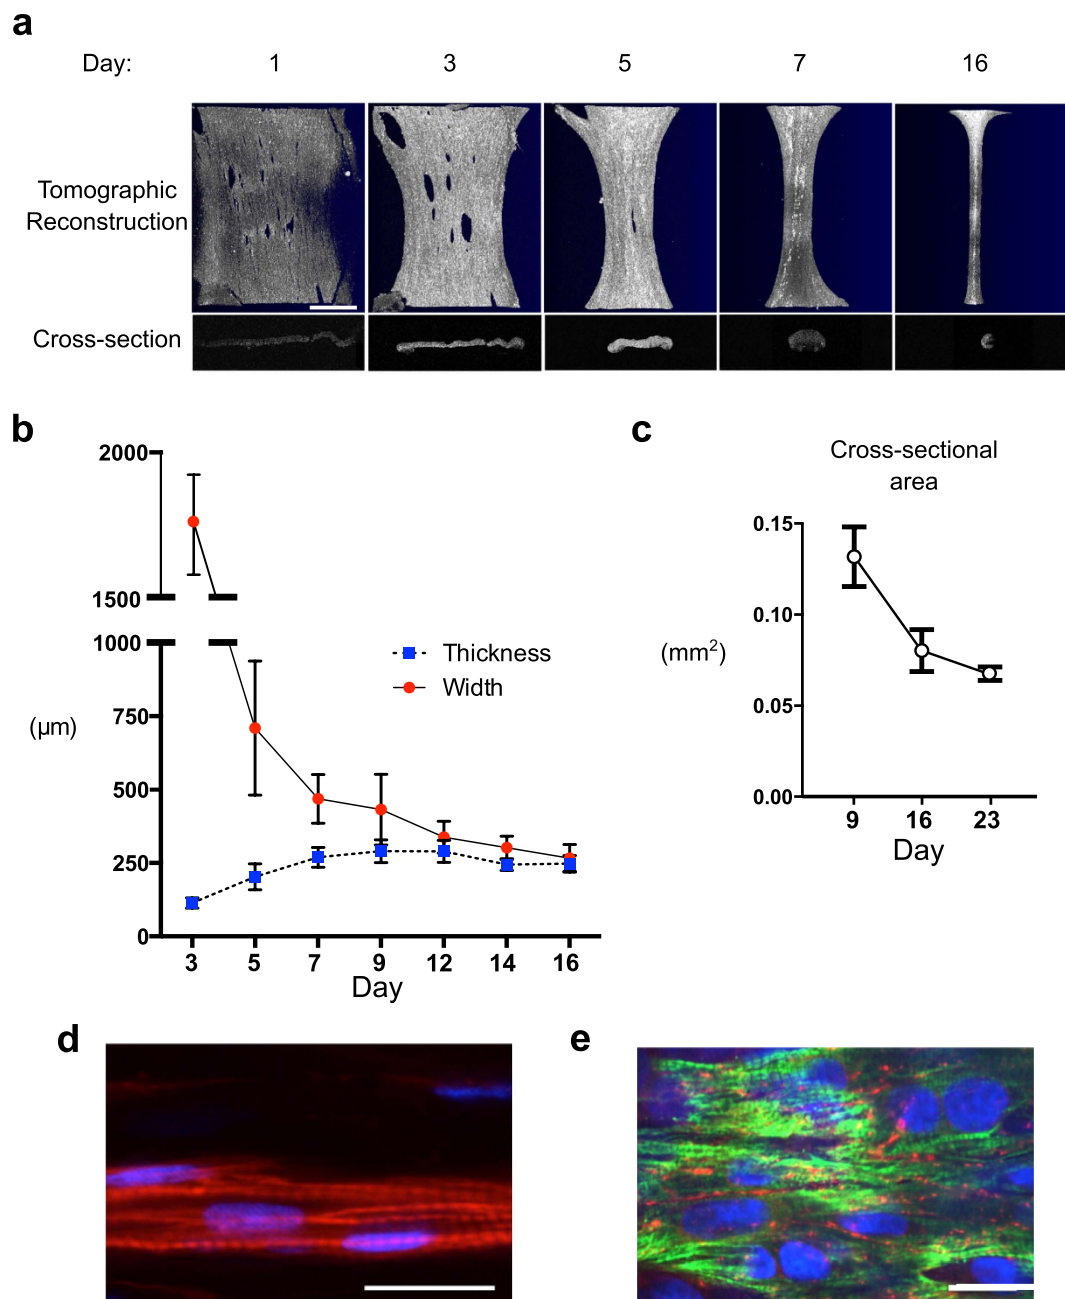 a
Day: 1 3 5 7 16
Tomographic
Reconstruction
Cross-section
b
2000
1500
1000
750
500
250
0
(µm)
Thickness
Width
3 5 7 9 12 14 16
Day
c
Cross-sectional
area
0.15
0.10
0.05
0.00
(mm²)
9 16 23
Day
d
e